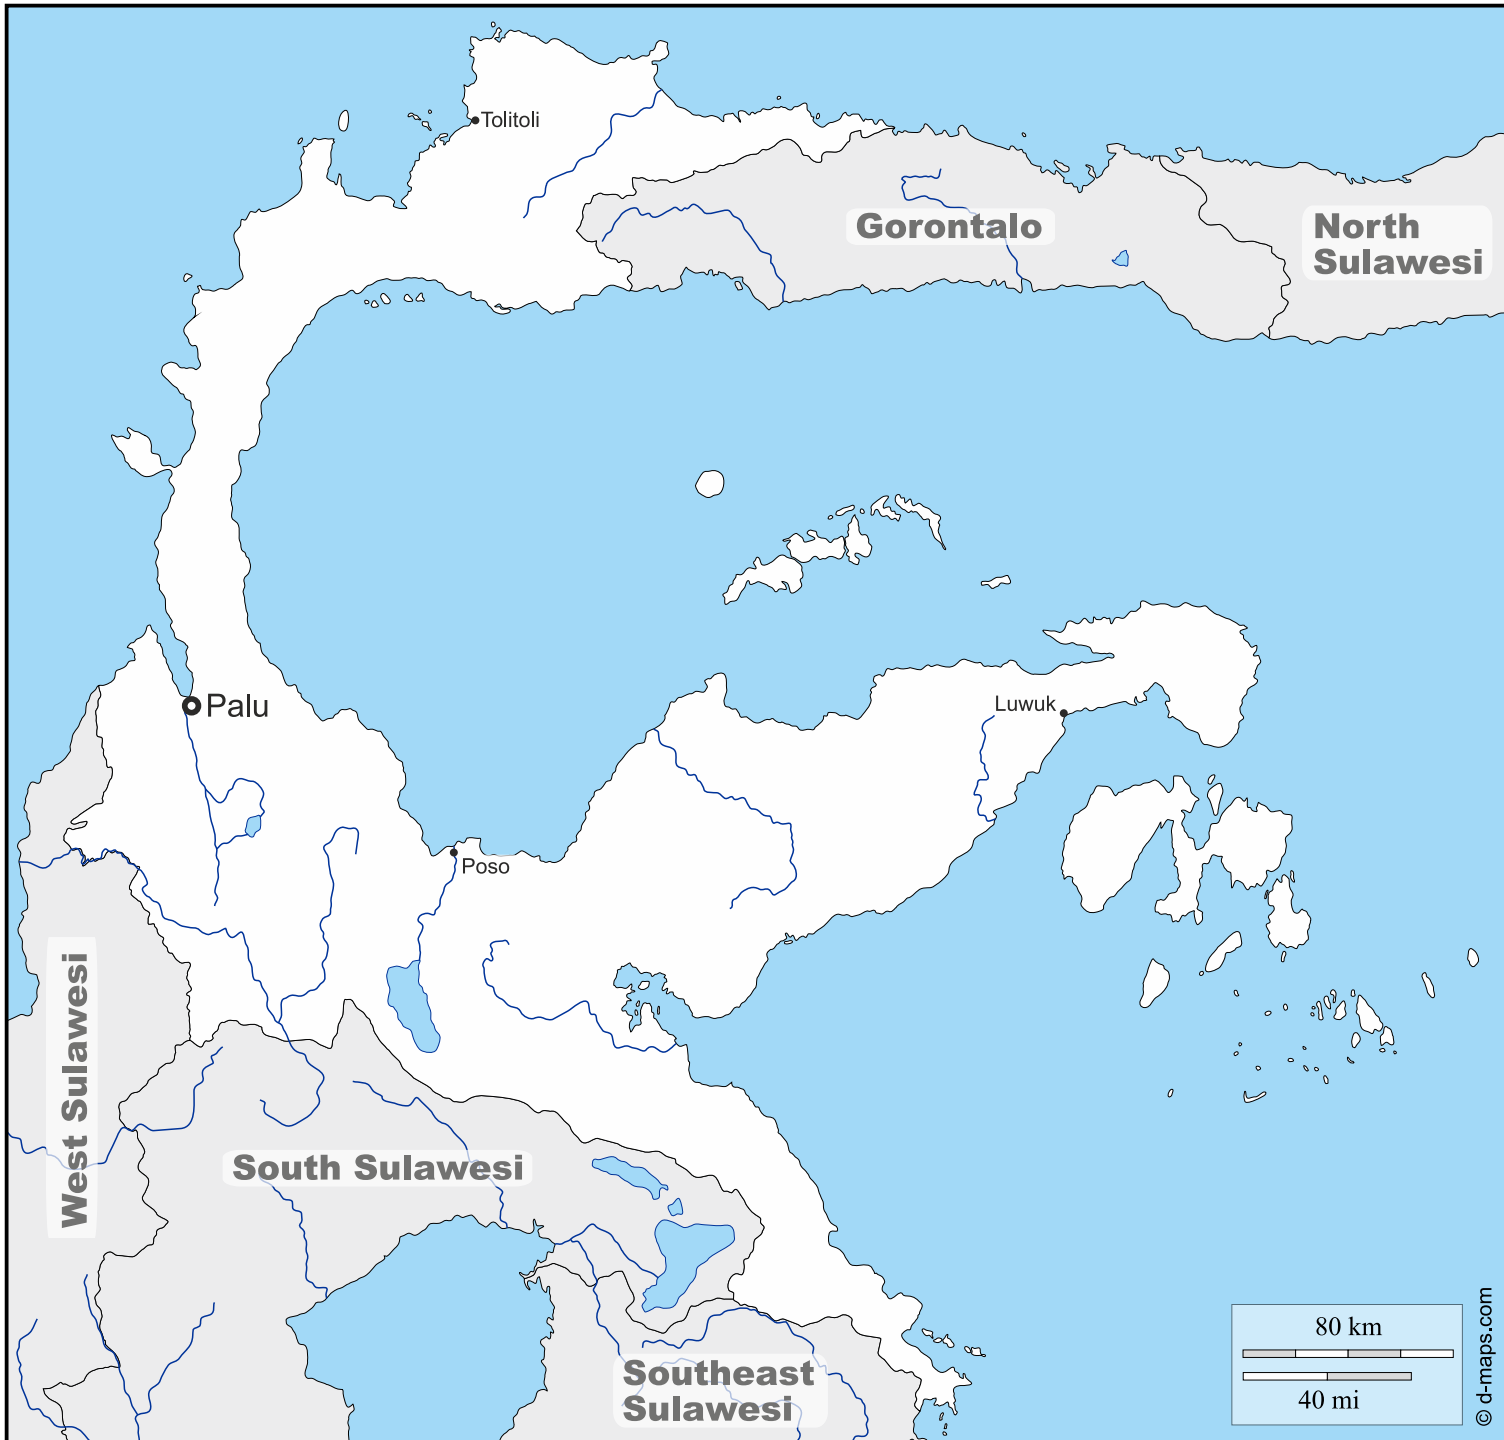 Tolitoli
Gorontalo
North
Sulawesi
Palu
Luwuk
Poso
West Sulawesi
South Sulawesi
Southeast
Sulawesi
80 km
40 mi
© d-maps.com